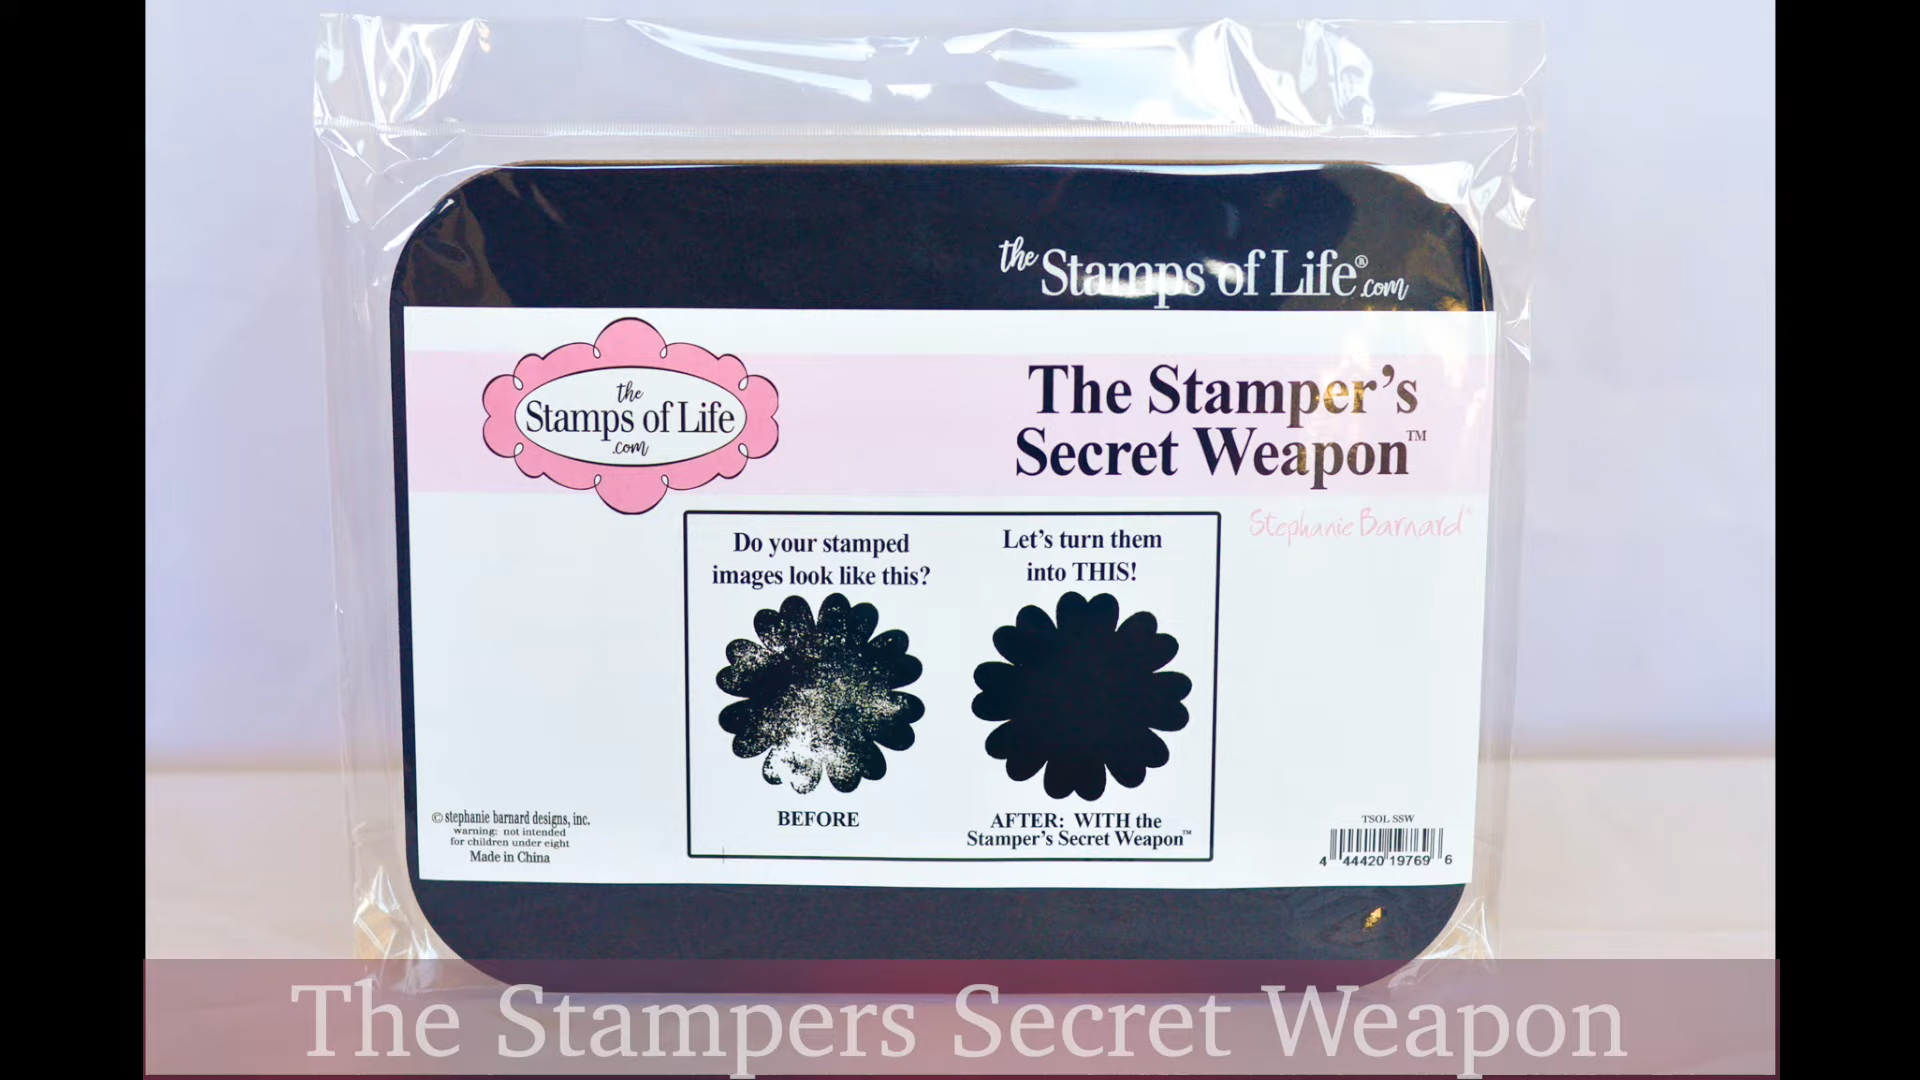 the
Stamps of Life®.com
the
Stamps of Life
.com
The Stamper's
Secret Weapon™
Stephanie Barnard®
Do your stamped
images look like this?
Let's turn them
into THIS!
BEFORE
AFTER: WITH the
Stamper's Secret Weapon™
© stephanie barnard designs, inc.
warning: not intended
for children under eight
Made in China
TSOL SSW
4 44420 19769 6
The Stampers Secret Weapon